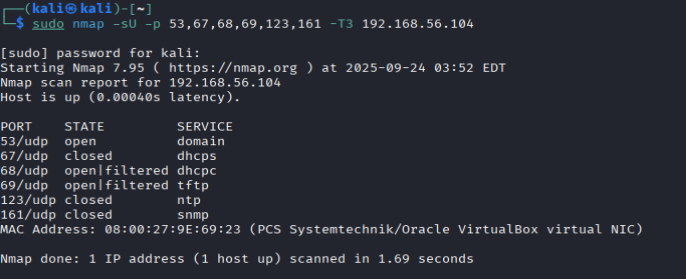 ┌──(kali㉿kali)-[~]
└─$ sudo nmap -sU -p 53,67,68,69,123,161 -T3 192.168.56.104
[sudo] password for kali:
Starting Nmap 7.95 ( https://nmap.org ) at 2025-09-24 03:52 EDT
Nmap scan report for 192.168.56.104
Host is up (0.00040s latency).
PORT    STATE         SERVICE
53/udp  open          domain
67/udp  closed        dhcps
68/udp  open|filtered dhcpc
69/udp  open|filtered tftp
123/udp closed        ntp
161/udp closed        snmp
MAC Address: 08:00:27:9E:69:23 (PCS Systemtechnik/Oracle VirtualBox virtual NIC)
Nmap done: 1 IP address (1 host up) scanned in 1.69 seconds